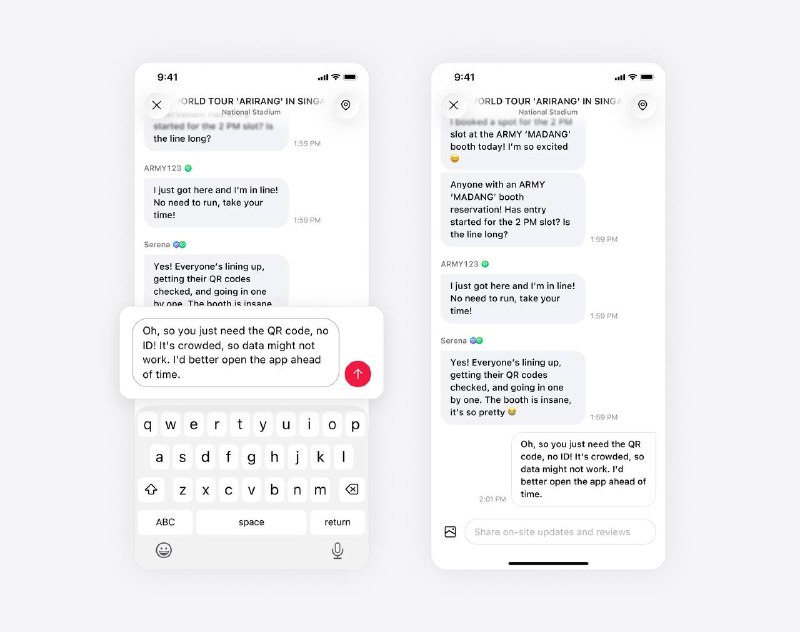 9:41
ORLD TOUR 'ARIRANG' IN SINGA
National Stadium
started for the 2 PM slot? Is
the line long?
1:59 PM
ARMY123
I just got here and I'm in line!
No need to run, take your
time!
1:59 PM
Serena
Yes! Everyone's lining up,
getting their QR codes
checked, and going in one
by one. The booth is insane
Oh, so you just need the QR code, no
ID! It's crowded, so data might not
work. I'd better open the app ahead
of time.
q w e r t y u i o p
a s d f g h j k l
z x c v b n m
ABC space return
9:41
ORLD TOUR 'ARIRANG' IN SINGA
National Stadium
I booked a spot for the 2 PM
slot at the ARMY 'MADANG'
booth today! I'm so excited
😄
Anyone with an ARMY
'MADANG' booth
reservation! Has entry
started for the 2 PM slot? Is
the line long?
1:59 PM
ARMY123
I just got here and I'm in line!
No need to run, take your
time!
1:59 PM
Serena
Yes! Everyone's lining up,
getting their QR codes
checked, and going in one
by one. The booth is insane,
it's so pretty 😭
1:59 PM
Oh, so you just need the QR
code, no ID! It's crowded, so
data might not work. I'd
better open the app ahead of
time.
2:01 PM
Share on-site updates and reviews